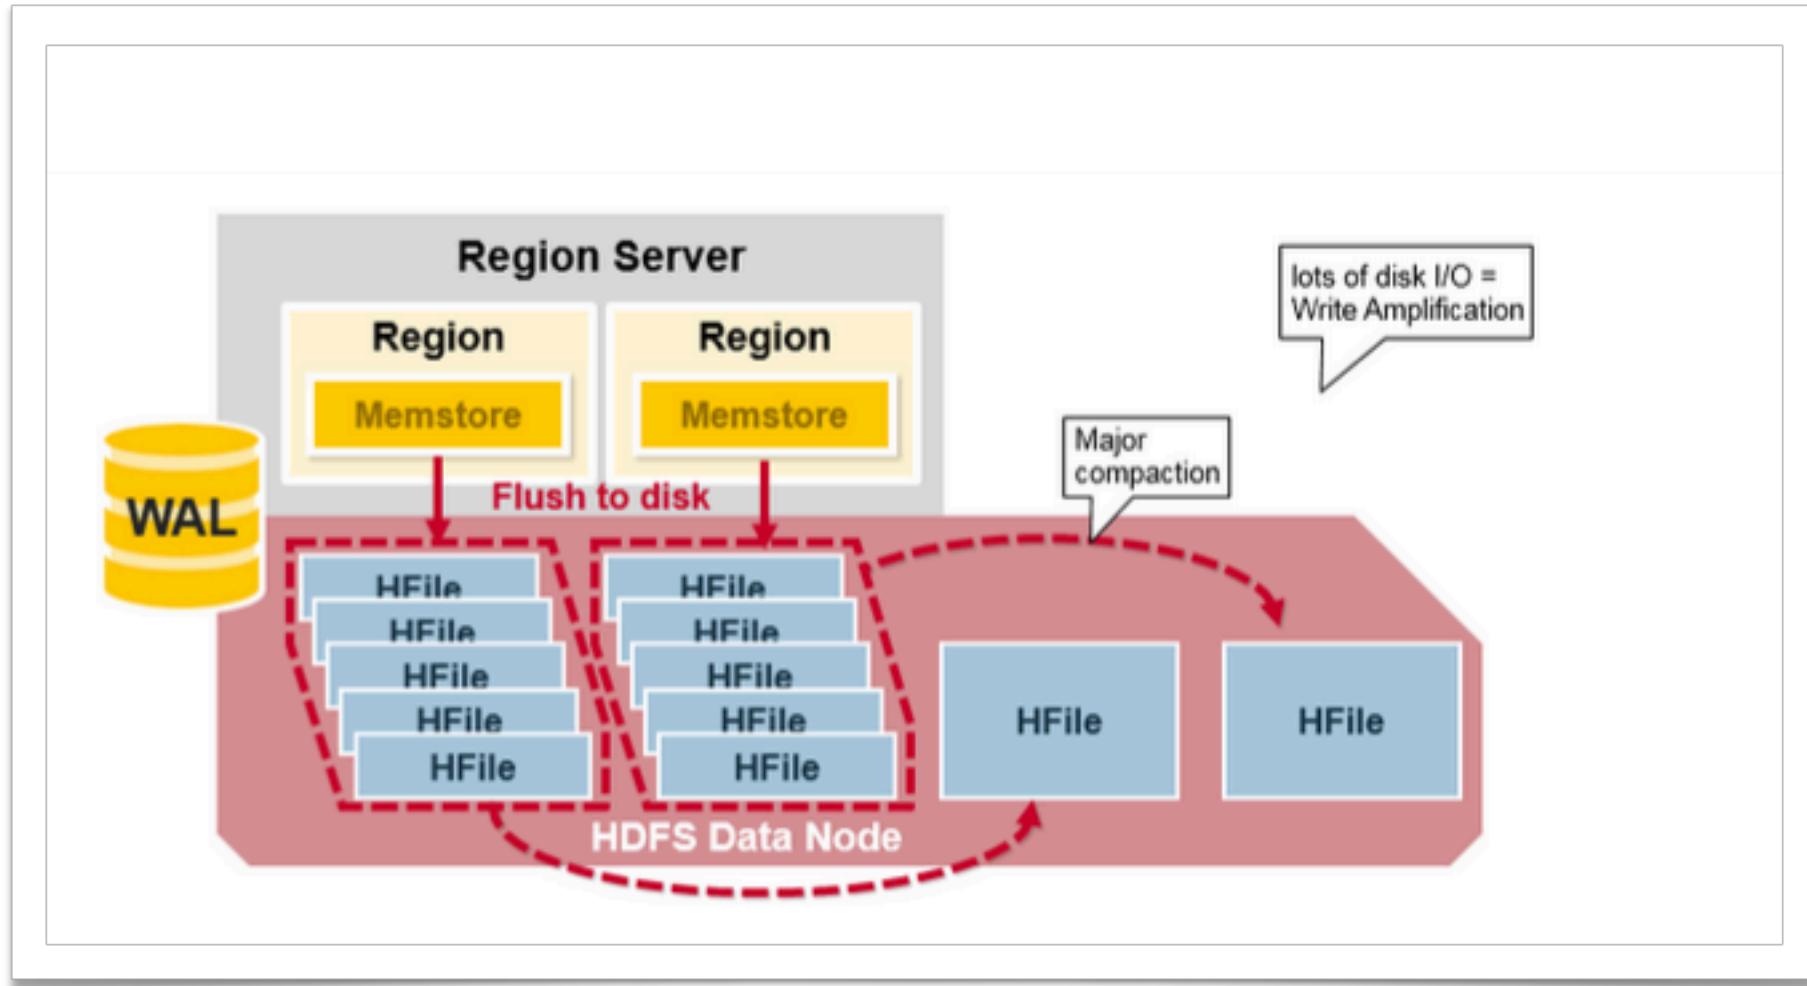 Region Server
lots of disk I/O =
Write Amplification
Region
Region
Memstore
Memstore
Major
compaction
Flush to disk
WAL
HFile
HFile
HFile
HFile
HFile
HFile
HFile
HFile
HFile
HFile
HFile
HFile
HDFS Data Node